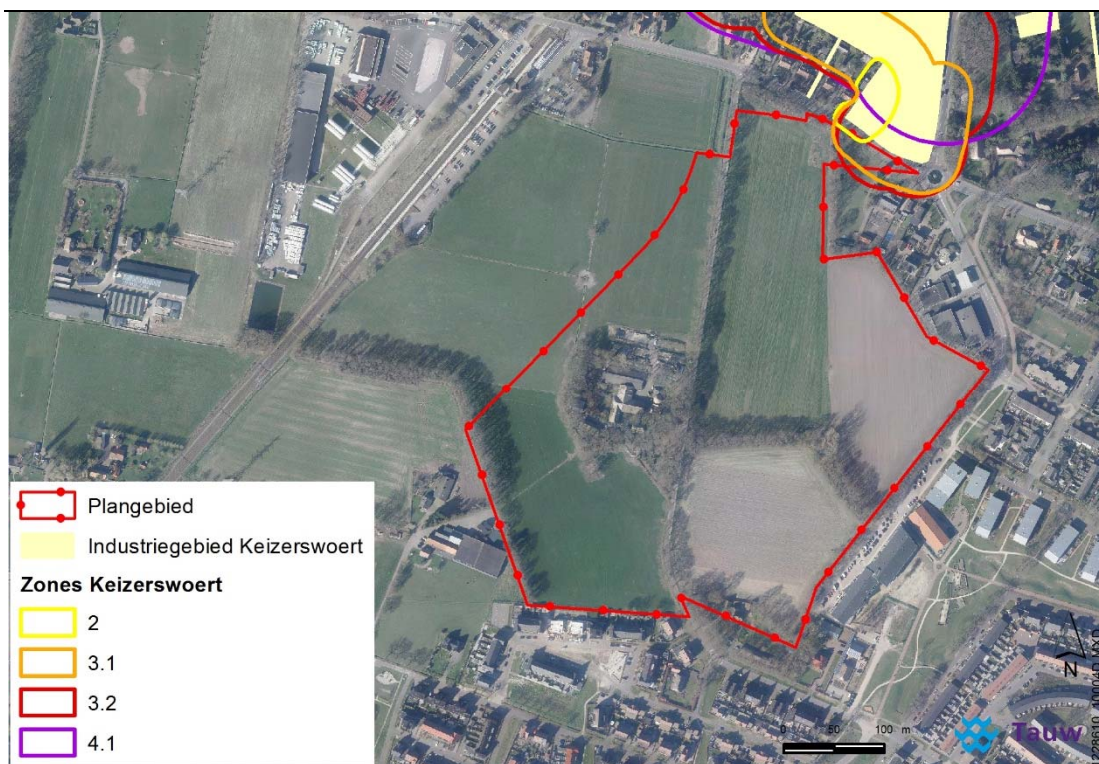 Plangebied
Industriegebied Keizerswoert
Zones Keizerswoert
2
3.1
3.2
4.1
N
0 50 100 m
Tauw